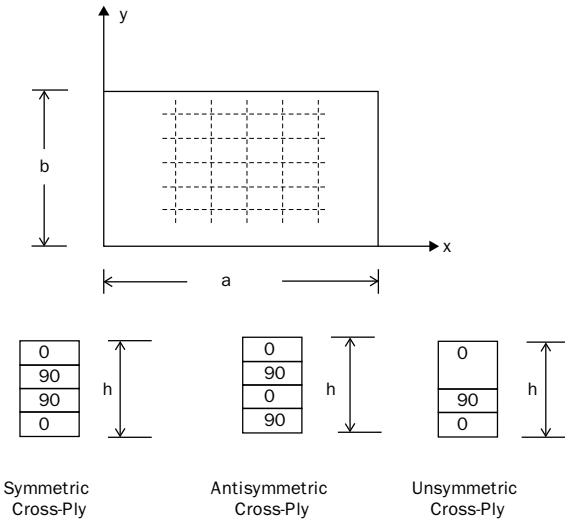 y
b
x
a
0
90
90
0
h
0
90
0
90
h
0
90
0
h
Symmetric
Cross-Ply
Antisymmetric
Cross-Ply
Unsymmetric
Cross-Ply